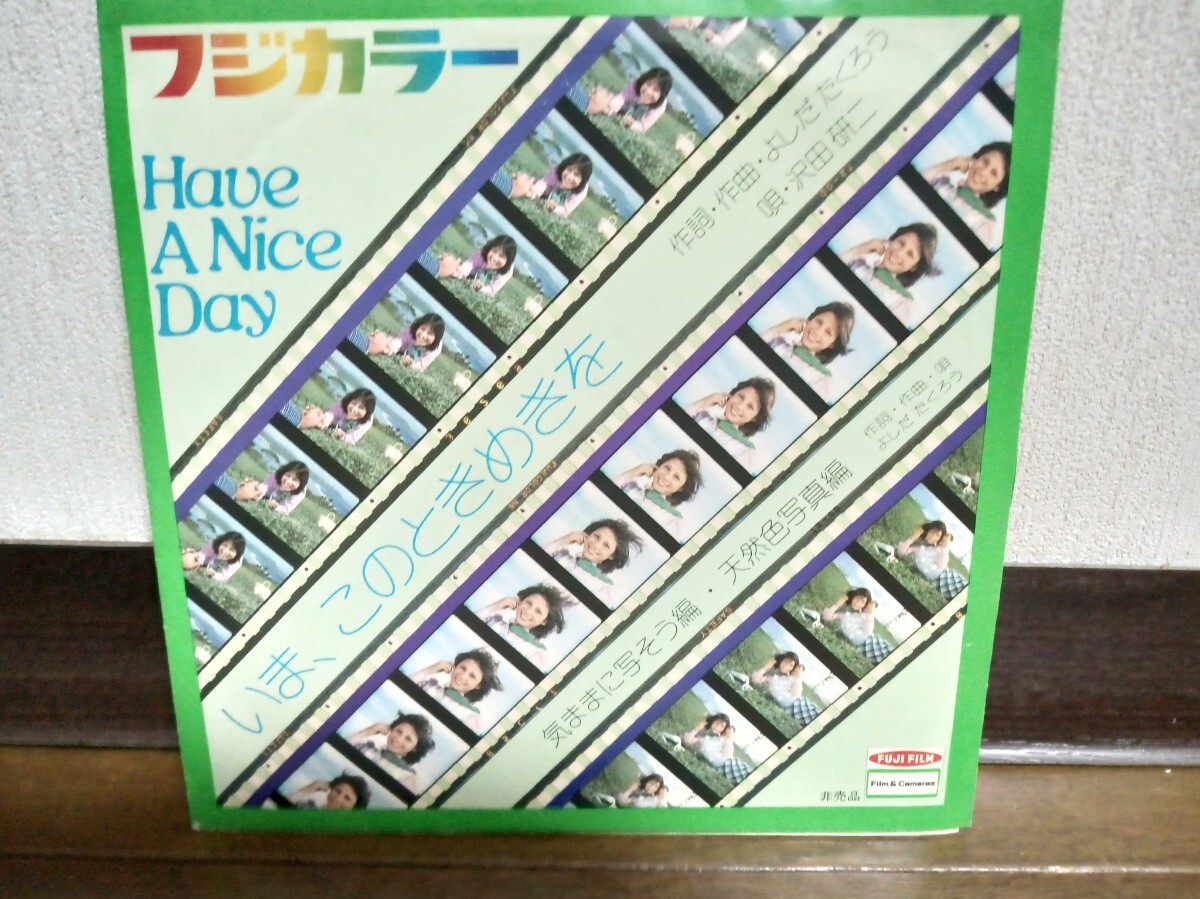 フジカラー
Have
A Nice
Day
いま、このときめきを
作詞・作曲・よしだたくろう
唄・沢田研二
気ままに写そう編・天然色写真編
作詞・作曲・唄
よしだたくろう
非売品
FUJI FILM
Film & Cameras